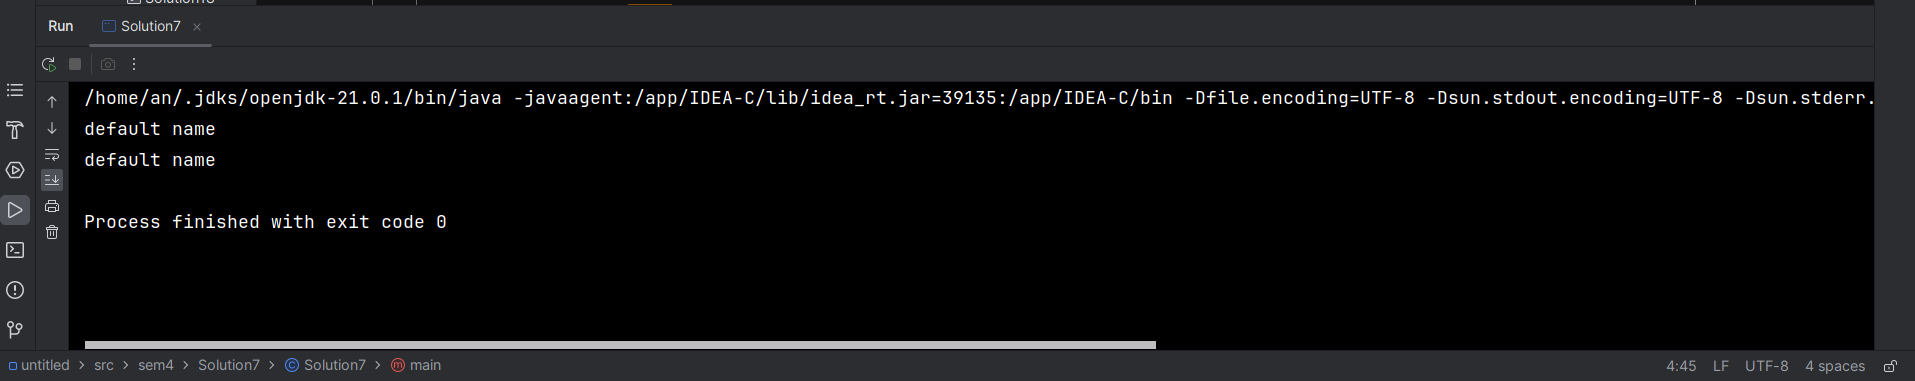 Run Solution7
/home/an/.jdks/openjdk-21.0.1/bin/java -javaagent:/app/IDEA-C/lib/idea_rt.jar=39135:/app/IDEA-C/bin -Dfile.encoding=UTF-8 -Dsun.stdout.encoding=UTF-8 -Dsun.stderr.
default name
default name
Process finished with exit code 0
untitled > src > sem4 > Solution7 > Solution7 > main 4:45 LF UTF-8 4 spaces